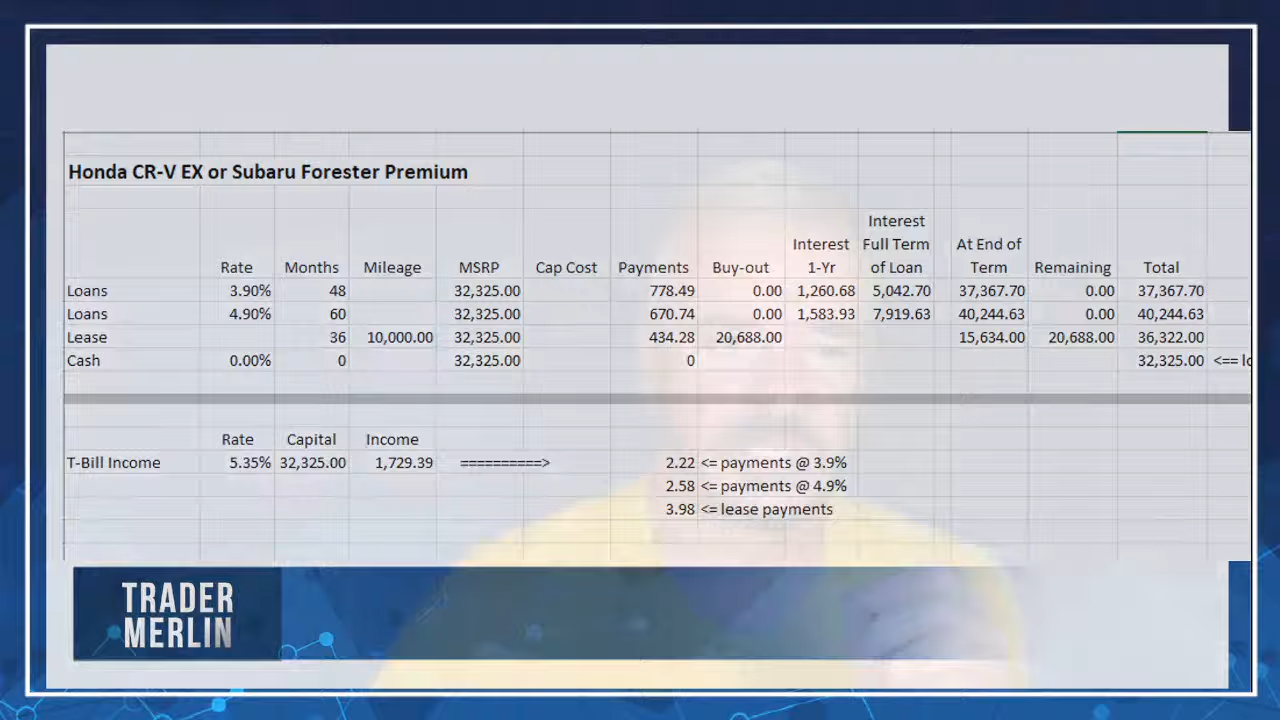 Honda CR-V EX or Subaru Forester Premium
Interest
Interest Full Term At End of
Rate Months Mileage MSRP Cap Cost Payments Buy-out 1-Yr of Loan Term Remaining Total
Loans 3.90% 48 32,325.00 778.49 0.00 1,260.68 5,042.70 37,367.70 0.00 37,367.70
Loans 4.90% 60 32,325.00 670.74 0.00 1,583.93 7,919.63 40,244.63 0.00 40,244.63
Lease 36 10,000.00 32,325.00 434.28 20,688.00 15,634.00 20,688.00 36,322.00
Cash 0.00% 0 32,325.00 0 32,325.00 <==
Rate Capital Income
T-Bill Income 5.35% 32,325.00 1,729.39 ==========> 2.22 <= payments @ 3.9%
2.58 <= payments @ 4.9%
3.98 <= lease payments
TRADER
MERLIN